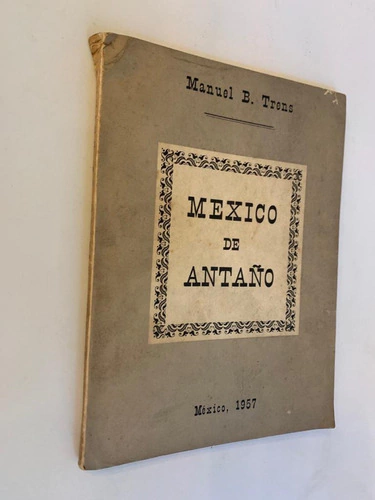 Manuel B. Trens
MEXICO
DE
ANTAÑO
México, 1957